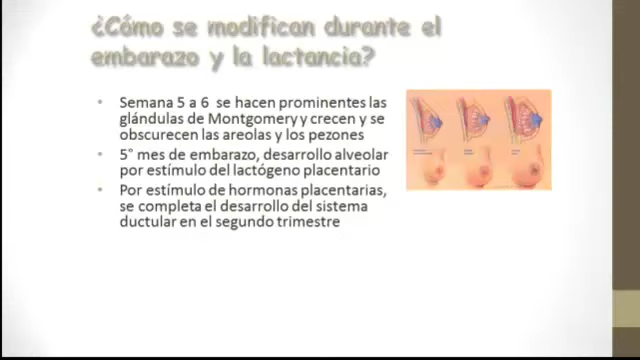 ¿Cómo se modifican durante el
embarazo y la lactancia?
• Semana 5 a 6 se hacen prominentes las
glándulas de Montgomery y crecen y se
obscurecen las areolas y los pezones
• 5° mes de embarazo, desarrollo alveolar
por estímulo del lactógeno placentario
• Por estímulo de hormonas placentarias,
se completa el desarrollo del sistema
ductular en el segundo trimestre